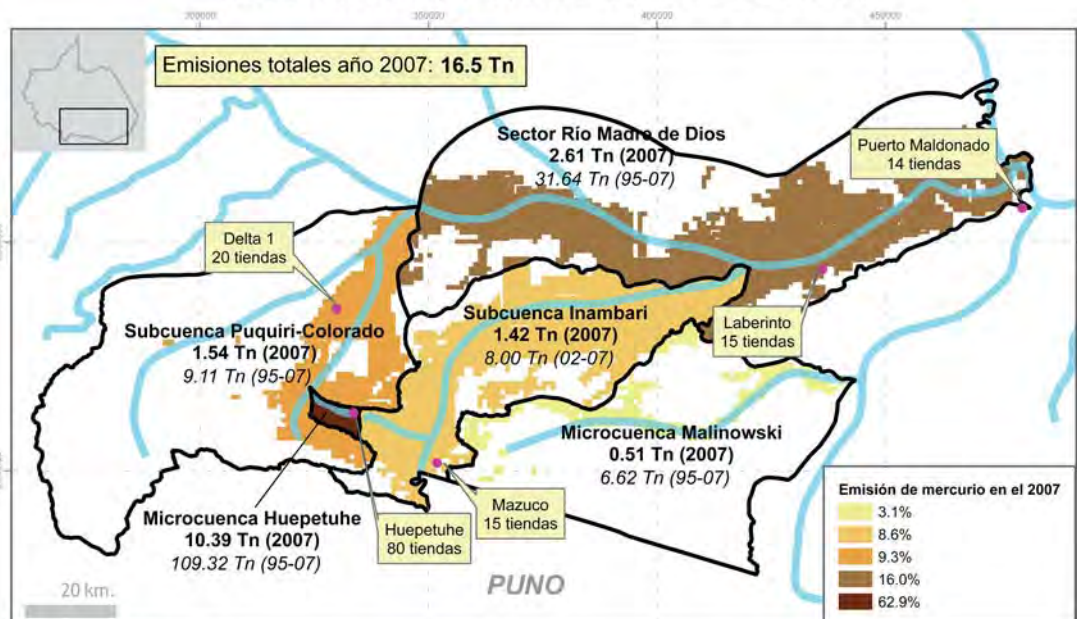 350000
400000
450000
Emisiones totales año 2007: 16.5 Tn
Sector Río Madre de Dios
2.61 Tn (2007)
31.64 Tn (95-07)
Puerto Maldonado
14 tiendas
Delta 1
20 tiendas
Subcuenca Puquiri-Colorado
1.54 Tn (2007)
9.11 Tn (95-07)
Subcuenca Inambari
1.42 Tn (2007)
8.00 Tn (02-07)
Laberinto
15 tiendas
Microcuenca Malinowski
0.51 Tn (2007)
6.62 Tn (95-07)
Microcuenca Huepetuhe
10.39 Tn (2007)
109.32 Tn (95-07)
Huepetuhe
80 tiendas
Mazuco
15 tiendas
PUNO
20 km.
Emisión de mercurio en el 2007
3.1%
8.6%
9.3%
16.0%
62.9%